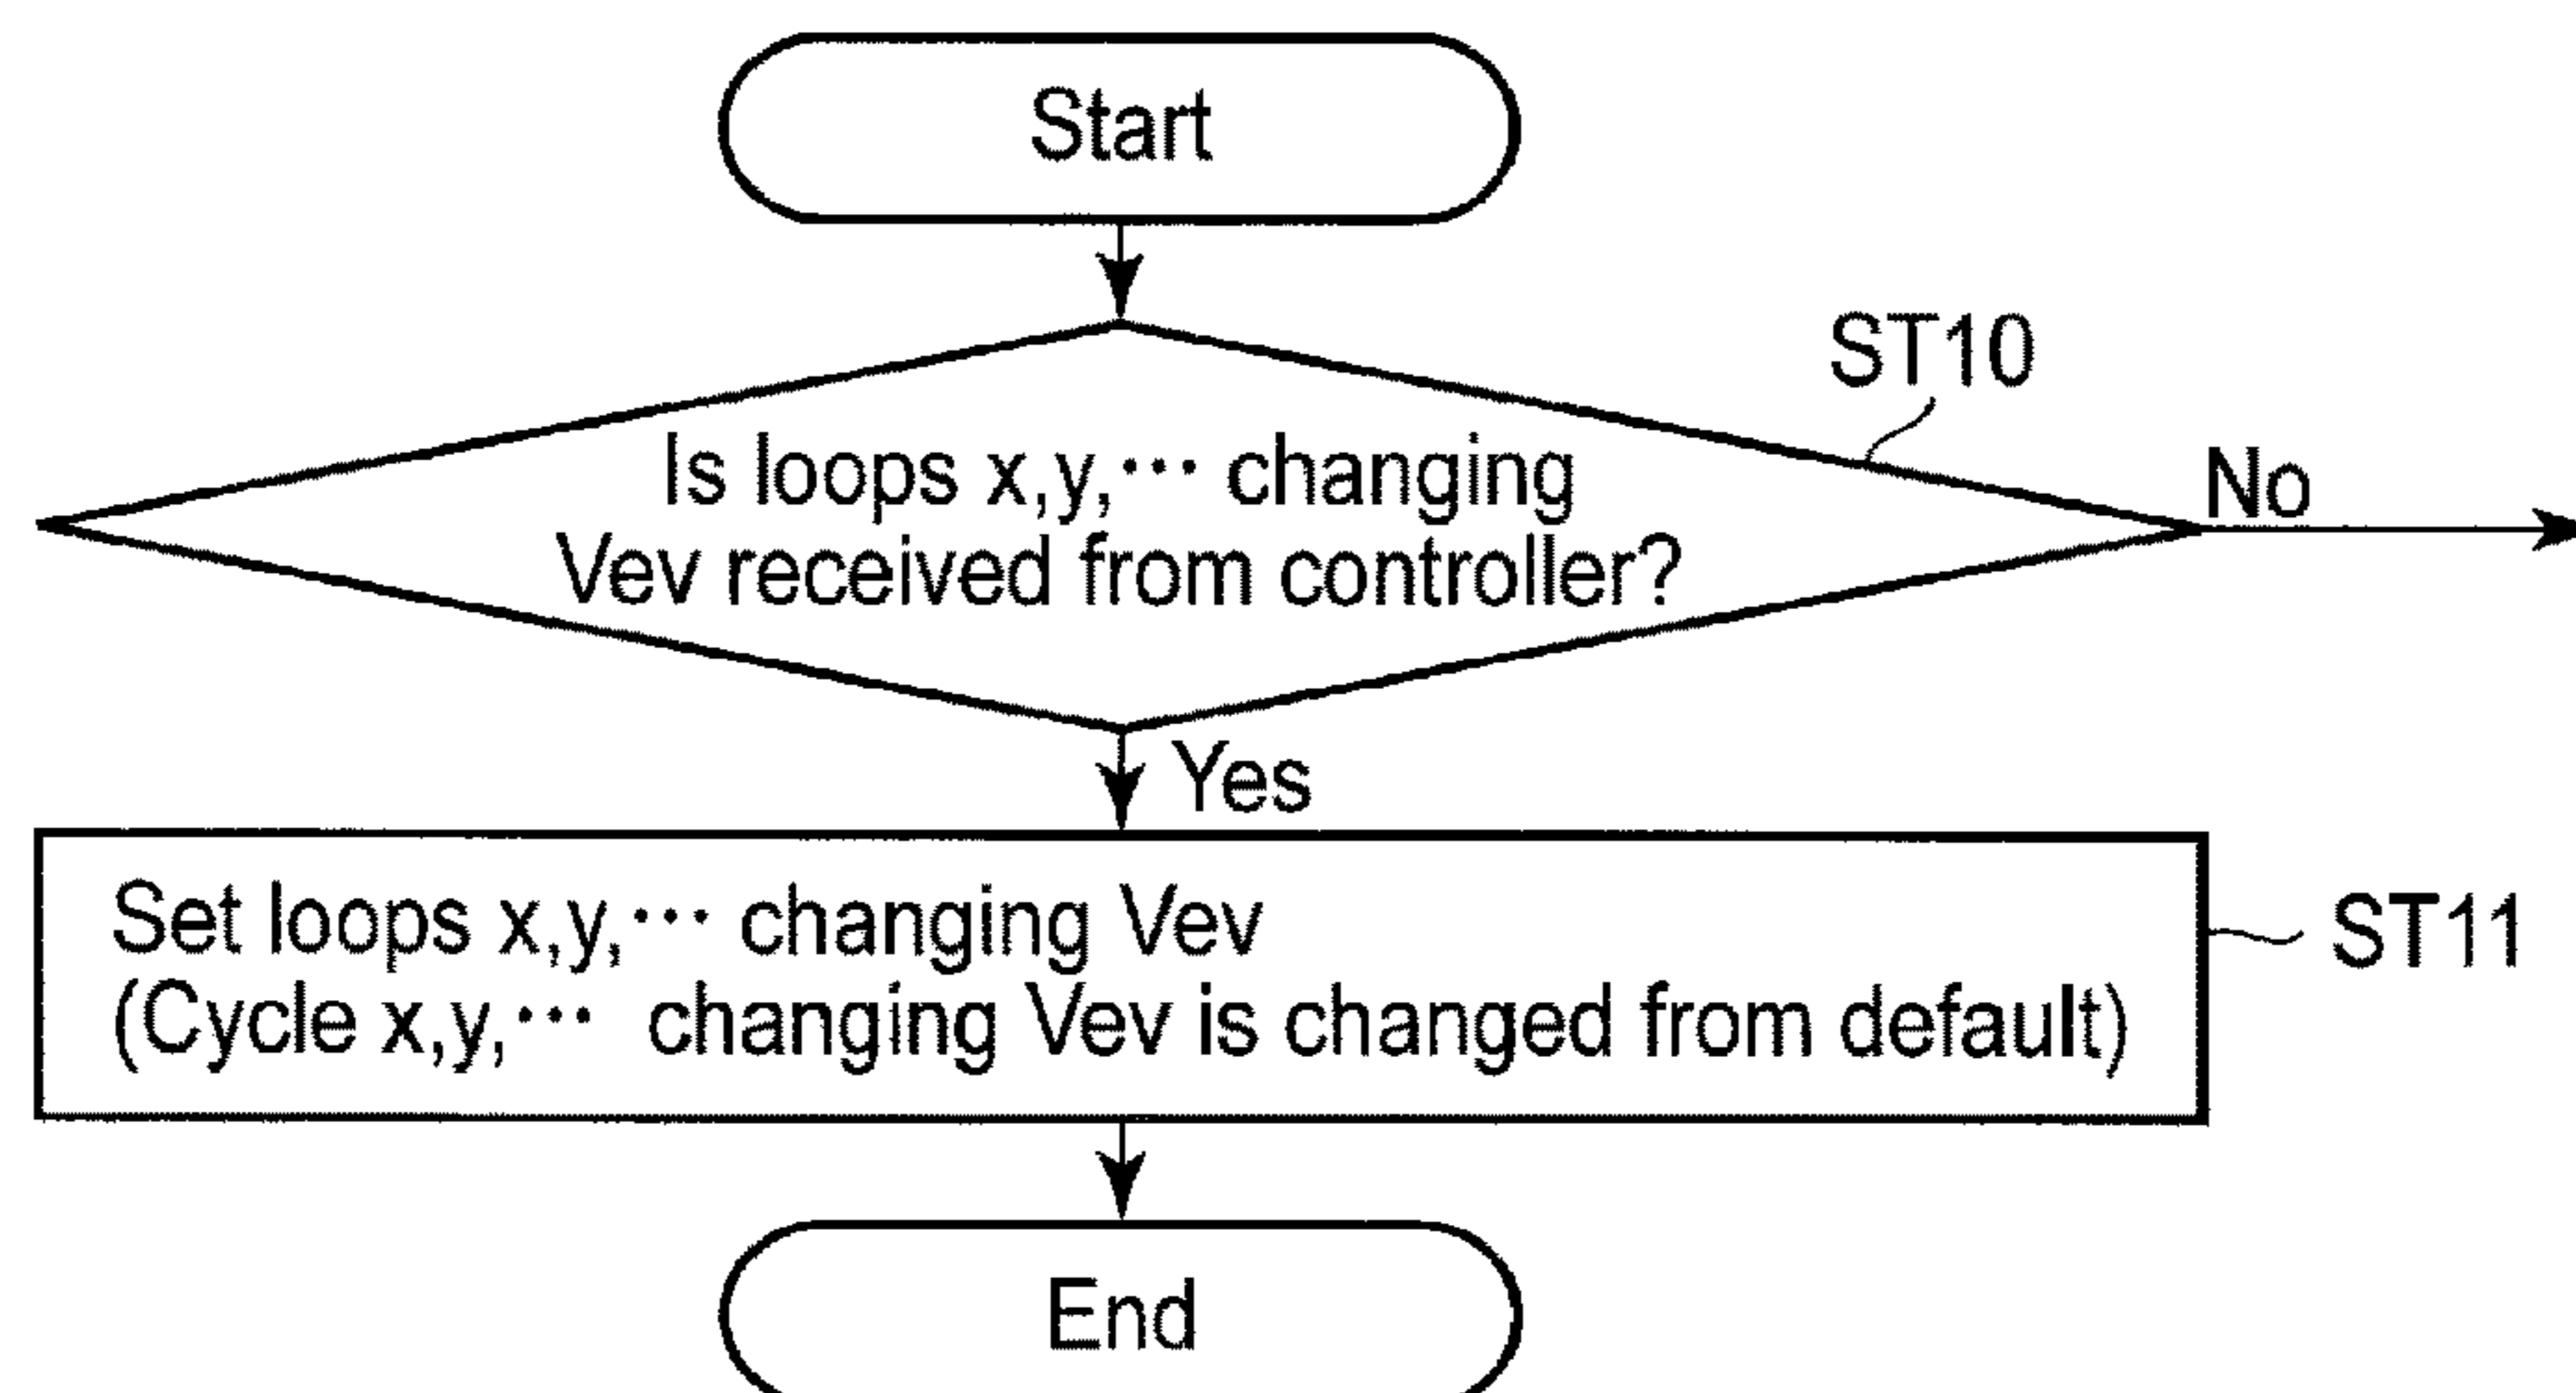 Start
ST10
Is loops x,y,··· changing
Vev received from controller?
No
Yes
Set loops x,y,··· changing Vev
(Cycle x,y,··· changing Vev is changed from default)
ST11
End